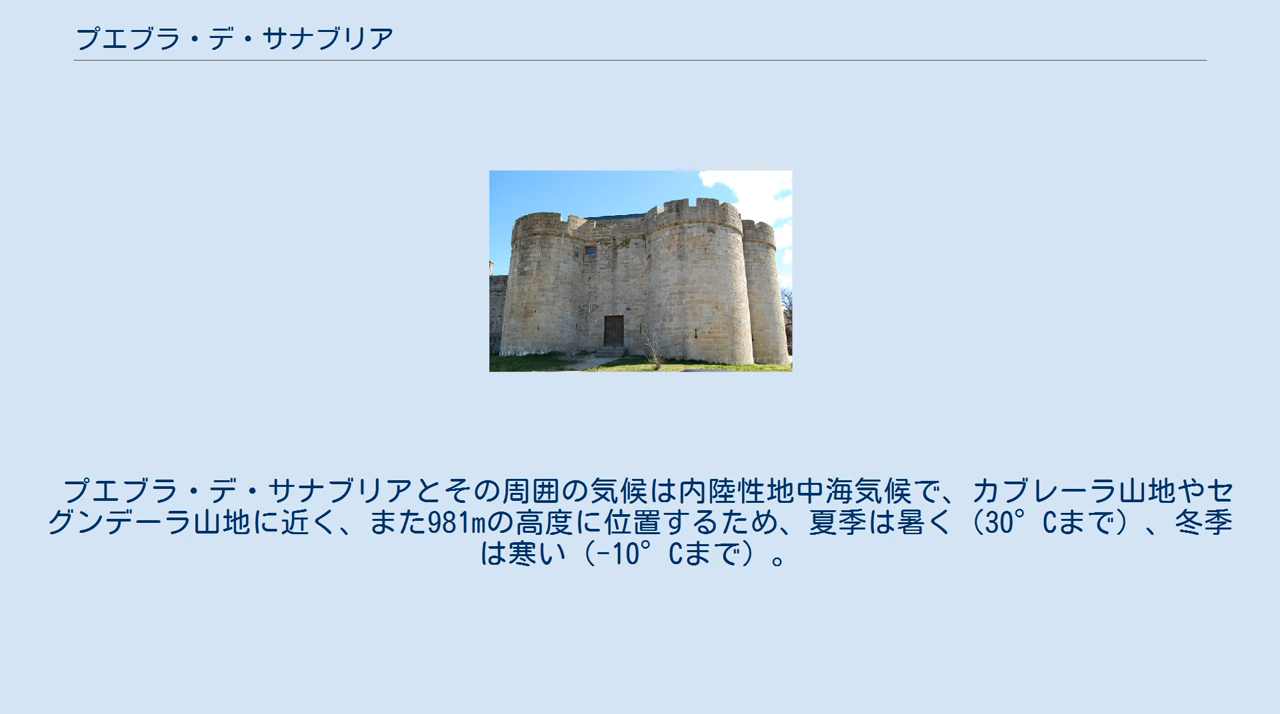 プエブラ・デ・サナブリア
プエブラ・デ・サナブリアとその周囲の気候は内陸性地中海気候で、カブレーラ山地やセ
グンデーラ山地に近く、また981mの高度に位置するため、夏季は暑く（30°Cまで）、冬季
は寒い（-10°Cまで）。